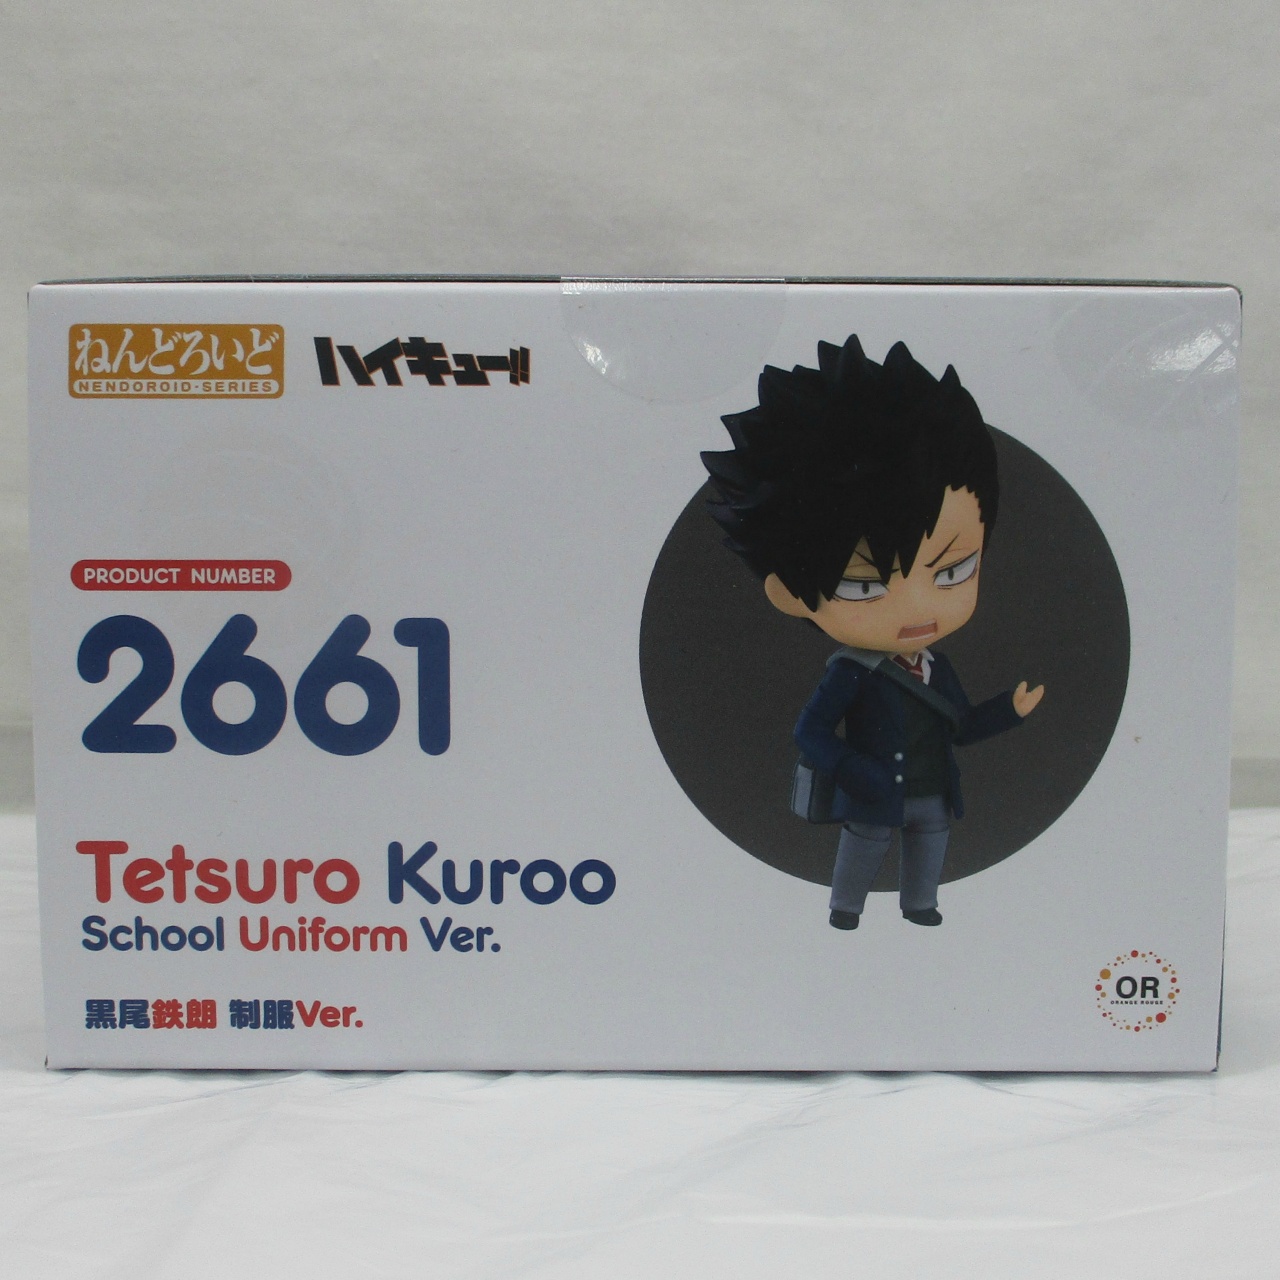 ねんどろいど
NENDOROID-SERIES
ハイキュー!!
PRODUCT NUMBER
2661
Tetsuro Kuroo
School Uniform Ver.
黒尾鉄朗 制服Ver.
OR
ORANGE ROUGE